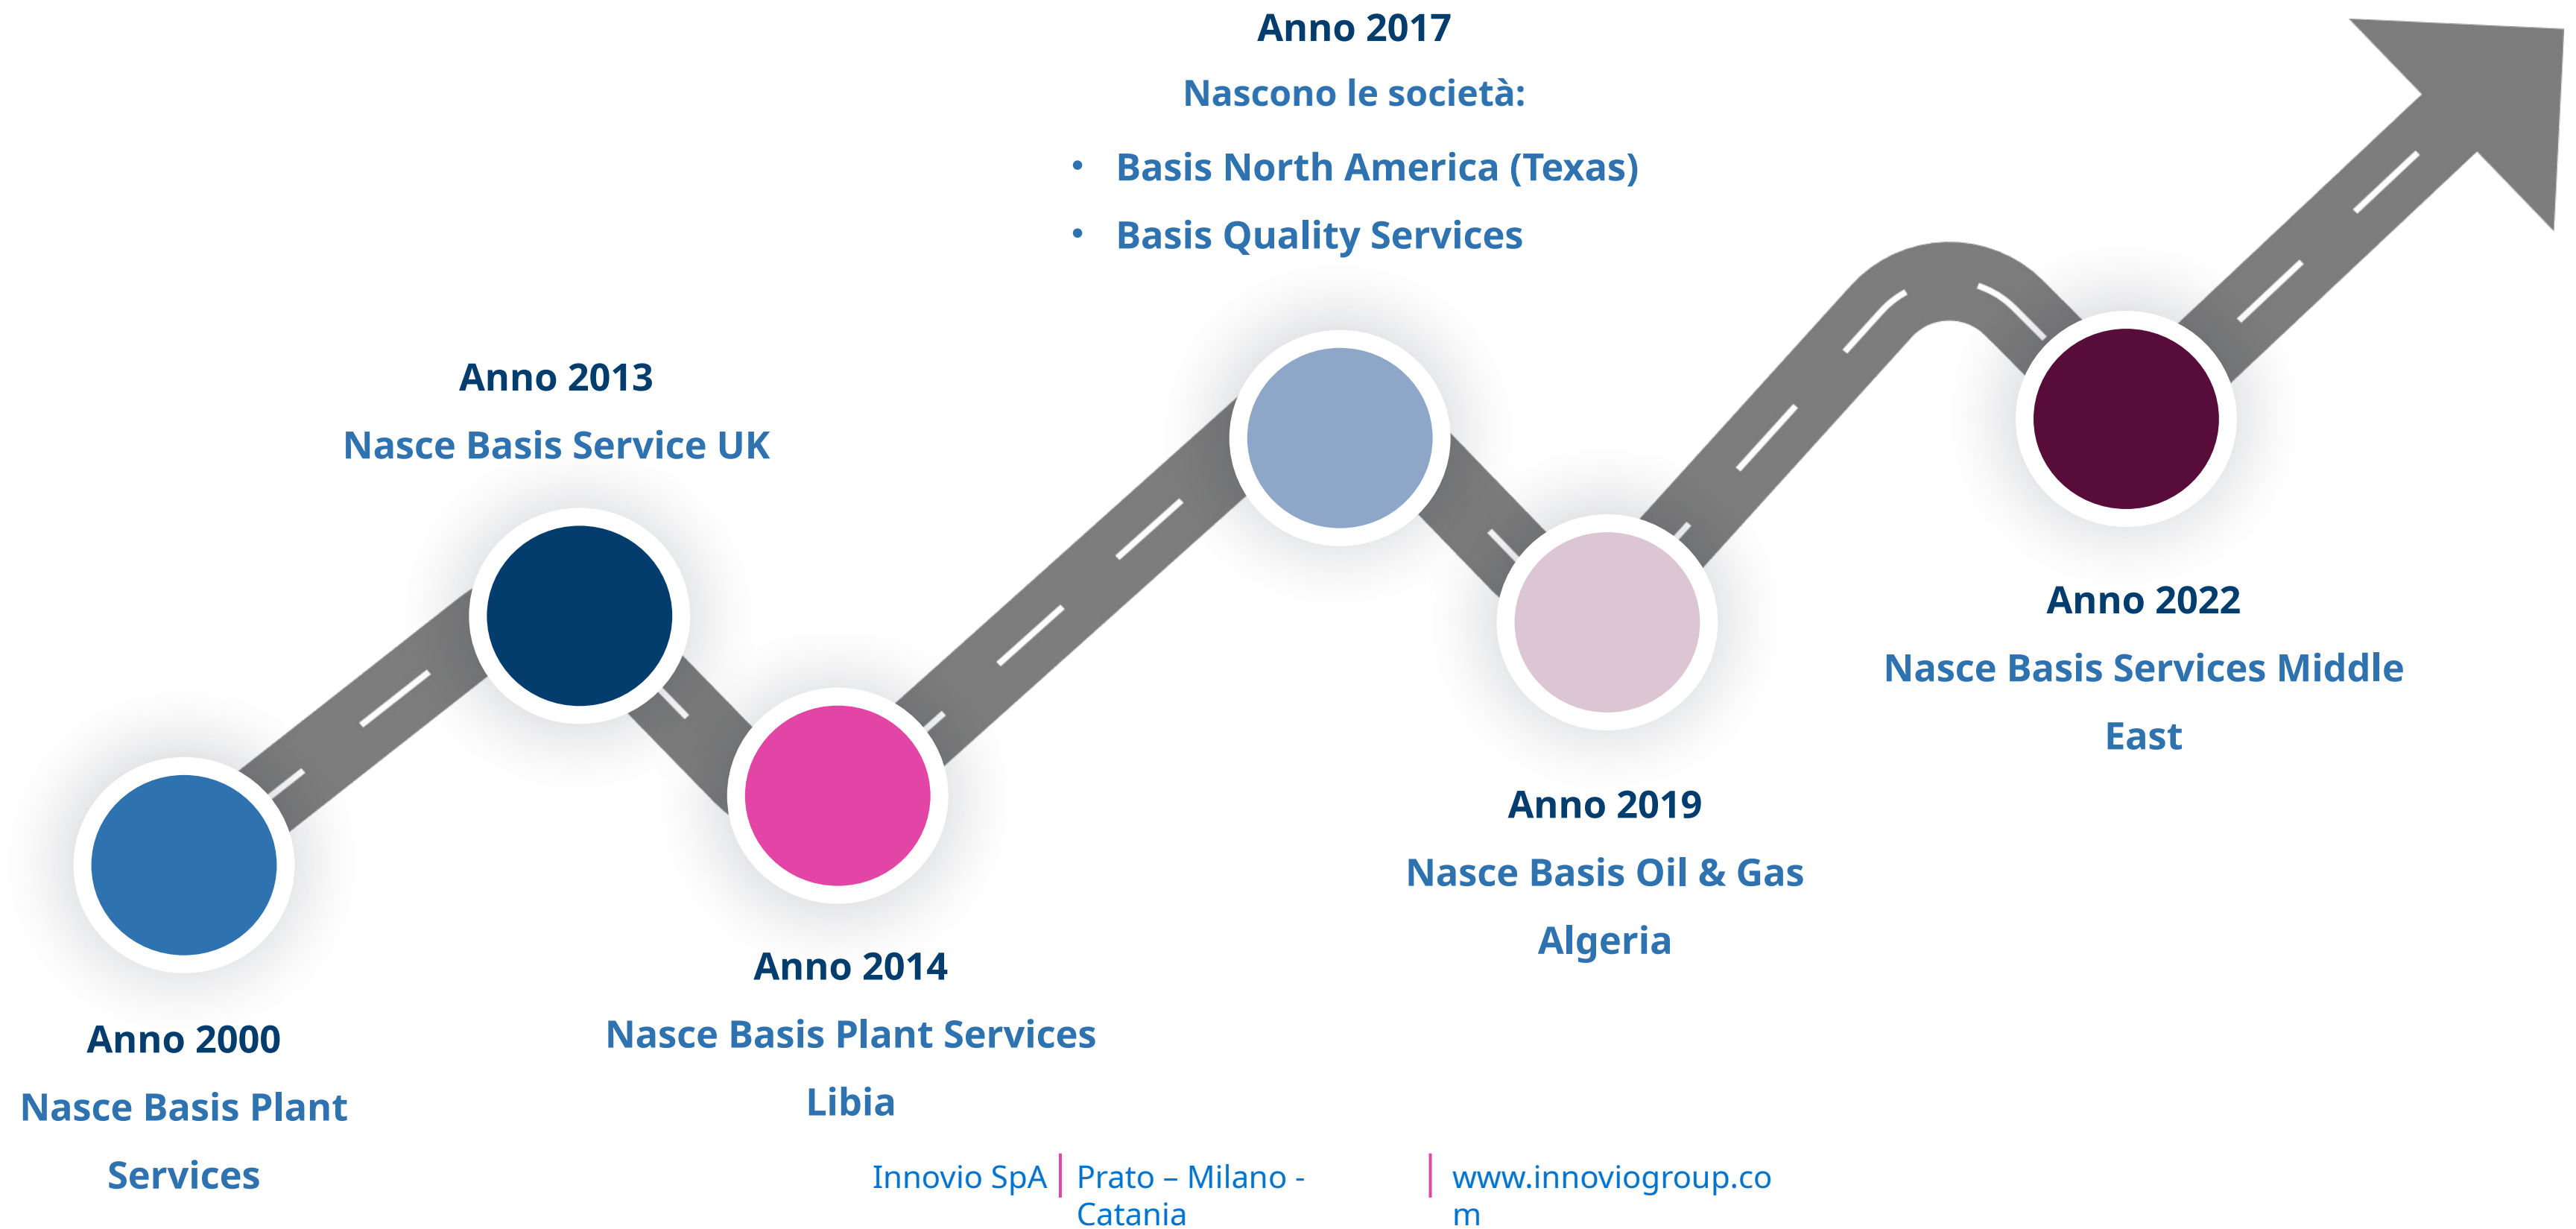 Anno 2017
Nascono le società:
• Basis North America (Texas)
• Basis Quality Services
Anno 2013
Nasce Basis Service UK
Anno 2022
Nasce Basis Services Middle
East
Anno 2019
Nasce Basis Oil & Gas
Algeria
Anno 2014
Nasce Basis Plant Services
Libia
Anno 2000
Nasce Basis Plant
Services
Innovio SpA
Prato – Milano -
Catania
www.innoviogroup.co
m